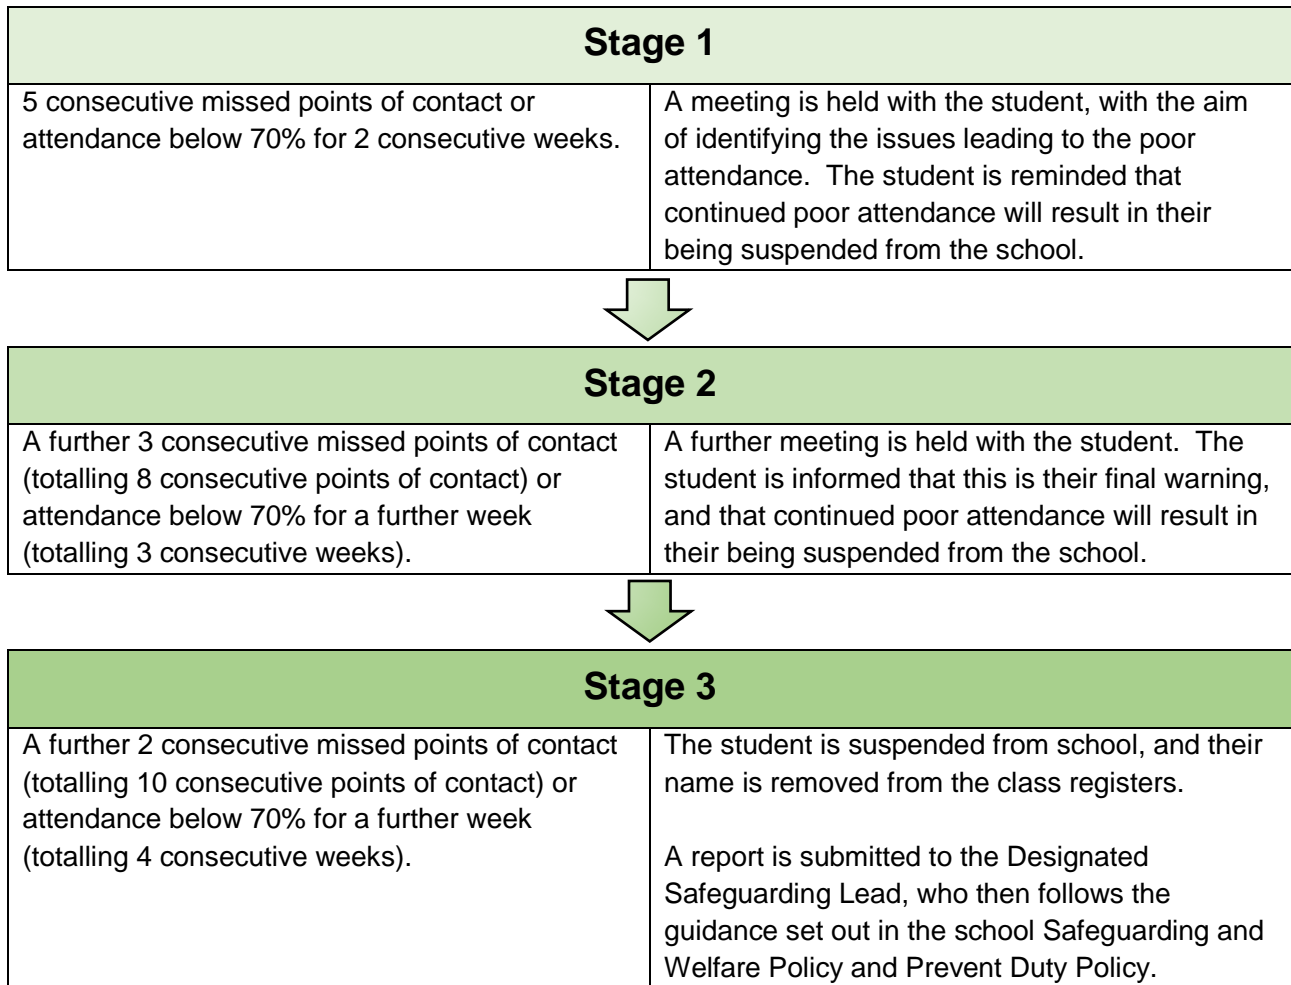 Stage 1
5 consecutive missed points of contact or
attendance below 70% for 2 consecutive weeks.
A meeting is held with the student, with the aim
of identifying the issues leading to the poor
attendance.  The student is reminded that
continued poor attendance will result in their
being suspended from the school.
Stage 2
A further 3 consecutive missed points of contact
(totalling 8 consecutive points of contact) or
attendance below 70% for a further week
(totalling 3 consecutive weeks).
A further meeting is held with the student.  The
student is informed that this is their final warning,
and that continued poor attendance will result in
their being suspended from the school.
Stage 3
A further 2 consecutive missed points of contact
(totalling 10 consecutive points of contact) or
attendance below 70% for a further week
(totalling 4 consecutive weeks).
The student is suspended from school, and their
name is removed from the class registers.
A report is submitted to the Designated
Safeguarding Lead, who then follows the
guidance set out in the school Safeguarding and
Welfare Policy and Prevent Duty Policy.